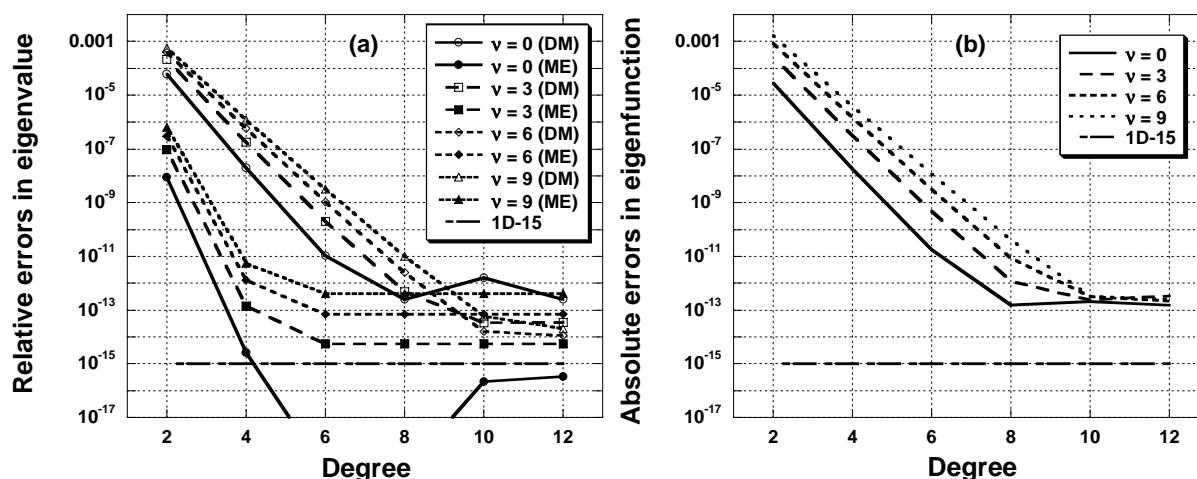 Relative errors in eigenvalue
0.001
10-5
10-7
10-9
10-11
10-13
10-15
10-17
(a)
ν = 0 (DM)
ν = 0 (ME)
ν = 3 (DM)
ν = 3 (ME)
ν = 6 (DM)
ν = 6 (ME)
ν = 9 (DM)
ν = 9 (ME)
1D-15
2 4 6 8 10 12
Degree
Absolute errors in eigenfunction
0.001
10-5
10-7
10-9
10-11
10-13
10-15
10-17
(b)
ν = 0
ν = 3
ν = 6
ν = 9
1D-15
2 4 6 8 10 12
Degree